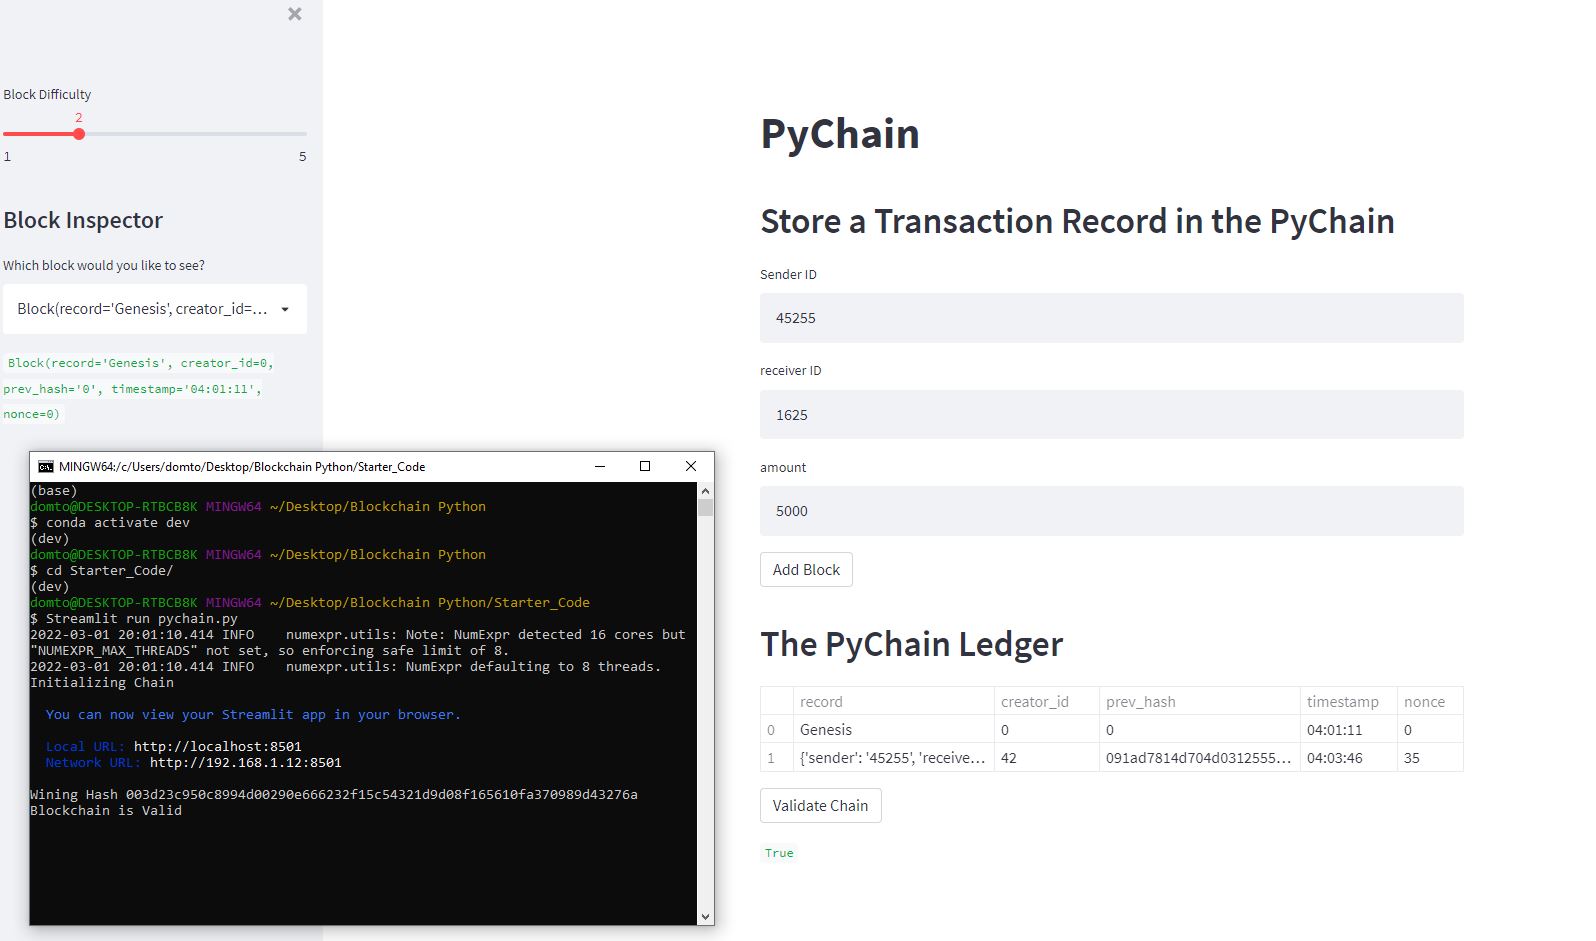 Block Difficulty
2
1 5
Block Inspector
Which block would you like to see?
Block(record='Genesis', creator_id=...
Block(record='Genesis', creator_id=0,
prev_hash='0', timestamp='04:01:11',
nonce=0)
MINGW64:/c/Users/domto/Desktop/Blockchain Python/Starter_Code
(base)
domto@DESKTOP-RTBCB8K MINGW64 ~/Desktop/Blockchain Python
$ conda activate dev
(dev)
domto@DESKTOP-RTBCB8K MINGW64 ~/Desktop/Blockchain Python
$ cd Starter_Code/
(dev)
domto@DESKTOP-RTBCB8K MINGW64 ~/Desktop/Blockchain Python/Starter_Code
$ Streamlit run pychain.py
2022-03-01 20:01:10.414 INFO    numexpr.utils: Note: NumExpr detected 16 cores but
"NUMEXPR_MAX_THREADS" not set, so enforcing safe limit of 8.
2022-03-01 20:01:10.414 INFO    numexpr.utils: NumExpr defaulting to 8 threads.
Initializing Chain
You can now view your Streamlit app in your browser.
Local URL: http://localhost:8501
Network URL: http://192.168.1.12:8501
Wining Hash 003d23c950c8994d00290e666232f15c54321d9d08f165610fa370989d43276a
Blockchain is Valid
PyChain
Store a Transaction Record in the PyChain
Sender ID
45255
receiver ID
1625
amount
5000
Add Block
The PyChain Ledger
record creator_id prev_hash timestamp nonce
0 Genesis 0 0 04:01:11 0
1 {'sender': '45255', 'receive... 42 091ad7814d704d0312555... 04:03:46 35
Validate Chain
True